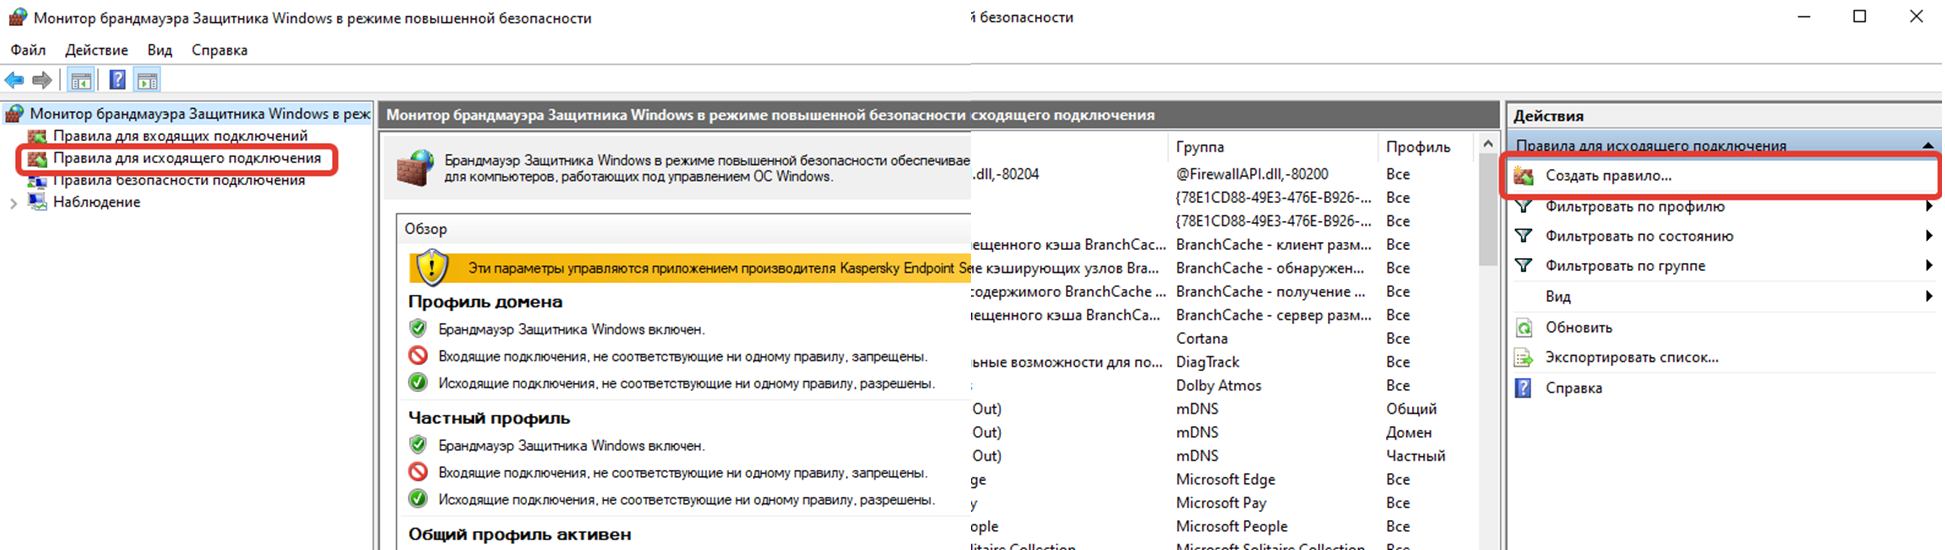 Монитор брандмауэра Защитника Windows в режиме повышенной безопасности
й безопасности
Файл Действие Вид Справка
Монитор брандмауэра Защитника Windows в реж
Правила для входящих подключений
Правила для исходящего подключения
Правила безопасности подключения
Наблюдение
Монитор брандмауэра Защитника Windows в режиме повышенной безопасности
Брандмауэр Защитника Windows в режиме повышенной безопасности обеспечивае
для компьютеров, работающих под управлением ОС Windows.
Обзор
Эти параметры управляются приложением производителя Kaspersky Endpoint Se
Профиль домена
Брандмауэр Защитника Windows включен.
Входящие подключения, не соответствующие ни одному правилу, запрещены.
Исходящие подключения, не соответствующие ни одному правилу, разрешены.
Частный профиль
Брандмауэр Защитника Windows включен.
Входящие подключения, не соответствующие ни одному правилу, запрещены.
Исходящие подключения, не соответствующие ни одному правилу, разрешены.
Общий профиль активен
сходящего подключения
Группа Профиль
.dll,-80204 @FirewallAPI.dll,-80200 Все
{78E1CD88-49E3-476E-B926-... Все
{78E1CD88-49E3-476E-B926-... Все
ещенного кэша BranchCac... BranchCache - клиент разм... Все
е кэширующих узлов Bra... BranchCache - обнаружен... Все
содержимого BranchCache ... BranchCache - получение ... Все
ещенного кэша BranchCa... BranchCache - сервер разм... Все
Cortana Все
ьные возможности для по... DiagTrack Все
Dolby Atmos Все
Out) mDNS Общий
Out) mDNS Домен
Out) mDNS Частный
ge Microsoft Edge Все
y Microsoft Pay Все
ople Microsoft People Все
itaire Collection Microsoft Solitaire Collection Все
Действия
Правила для исходящего подключения
Создать правило...
Фильтровать по профилю
Фильтровать по состоянию
Фильтровать по группе
Вид
Обновить
Экспортировать список...
Справка